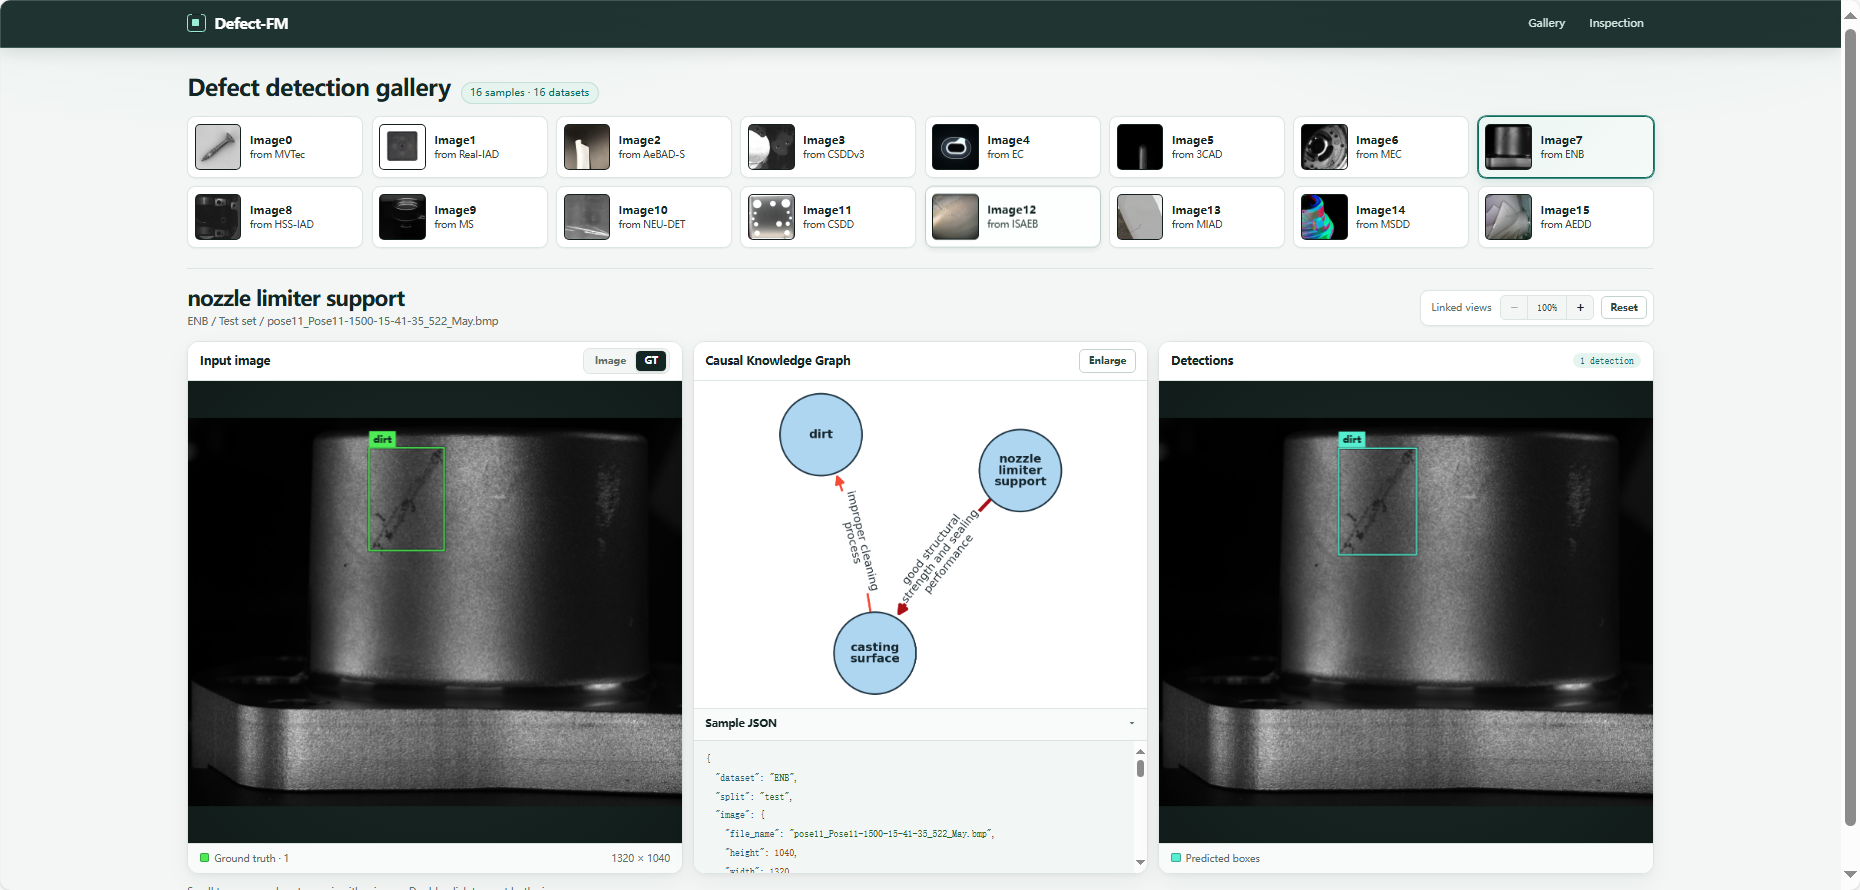 Defect-FM
Gallery
Inspection
Defect detection gallery
16 samples · 16 datasets
Image0
from MVTec
Image1
from Real-IAD
Image2
from AeBAD-S
Image3
from CSDDv3
Image4
from EC
Image5
from 3CAD
Image6
from MEC
Image7
from ENB
Image8
from HSS-IAD
Image9
from MS
Image10
from NEU-DET
Image11
from CSDD
Image12
from ISAEB
Image13
from MIAD
Image14
from MSDD
Image15
from AEDD
nozzle limiter support
ENB / Test set / pose11_Pose11-1500-15-41-35_522_May.bmp
Linked views
−
100%
+
Reset
Input image
Image
GT
dirt
Ground truth · 1
1320 × 1040
Causal Knowledge Graph
Enlarge
dirt
nozzle
limiter
support
improper cleaning
process
good structural
strength and sealing
performance
casting
surface
Sample JSON
{
"dataset": "ENB",
"split": "test",
"image": {
"file_name": "pose11_Pose11-1500-15-41-35_522_May.bmp",
"height": 1040,
"width": 1320
Detections
1 detection
dirt
Predicted boxes